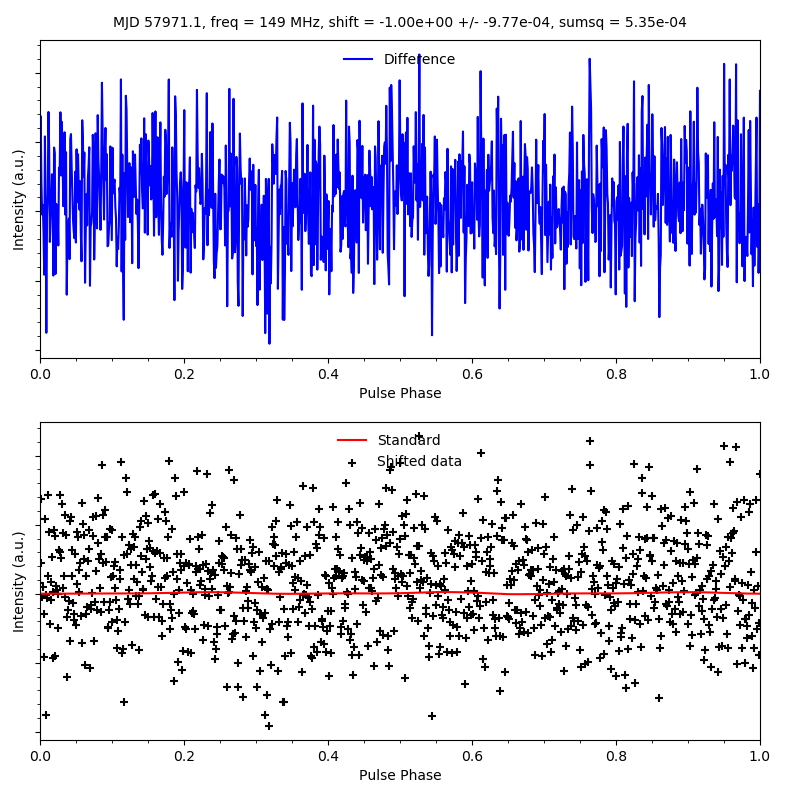 MJD 57971.1, freq = 149 MHz, shift = -1.00e+00 +/- -9.77e-04, sumsq = 5.35e-04
Difference
Intensity (a.u.)
0.0 0.2 0.4 0.6 0.8 1.0
Pulse Phase
Standard
Shifted data
Intensity (a.u.)
0.0 0.2 0.4 0.6 0.8 1.0
Pulse Phase